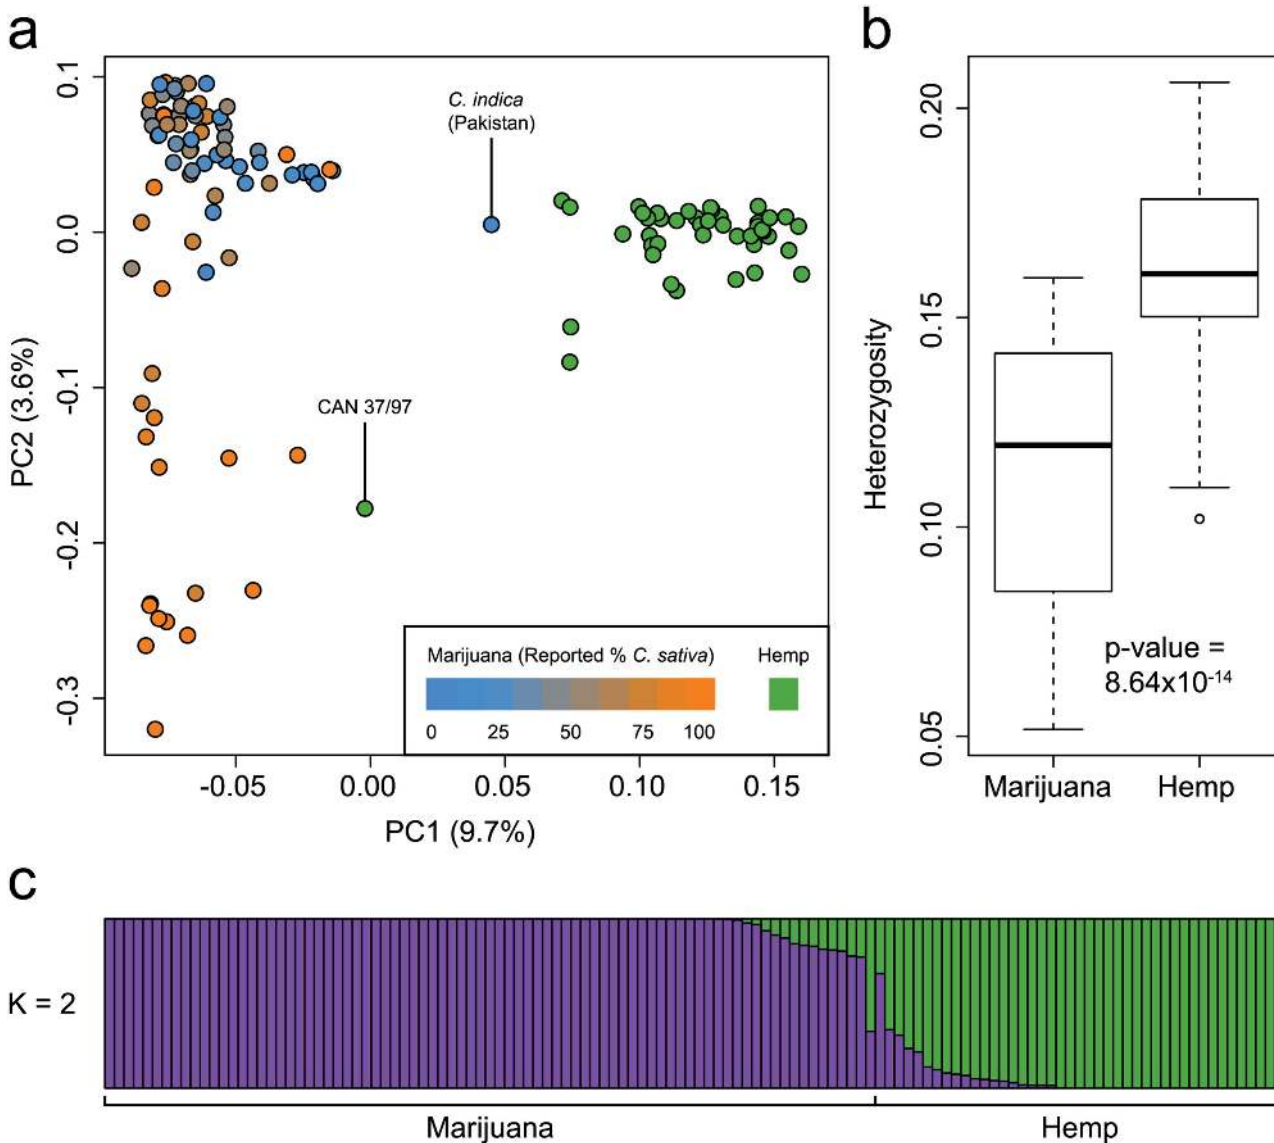 a
b
0.1
0.0
-0.1
-0.2
-0.3
PC2 (3.6%)
C. indica
(Pakistan)
CAN 37/97
Marijuana (Reported % C. sativa)
Hemp
0 25 50 75 100
-0.05 0.00 0.05 0.10 0.15
PC1 (9.7%)
0.20
0.15
0.10
0.05
Heterozygosity
p-value =
8.64x10⁻¹⁴
Marijuana Hemp
c
K = 2
Marijuana Hemp